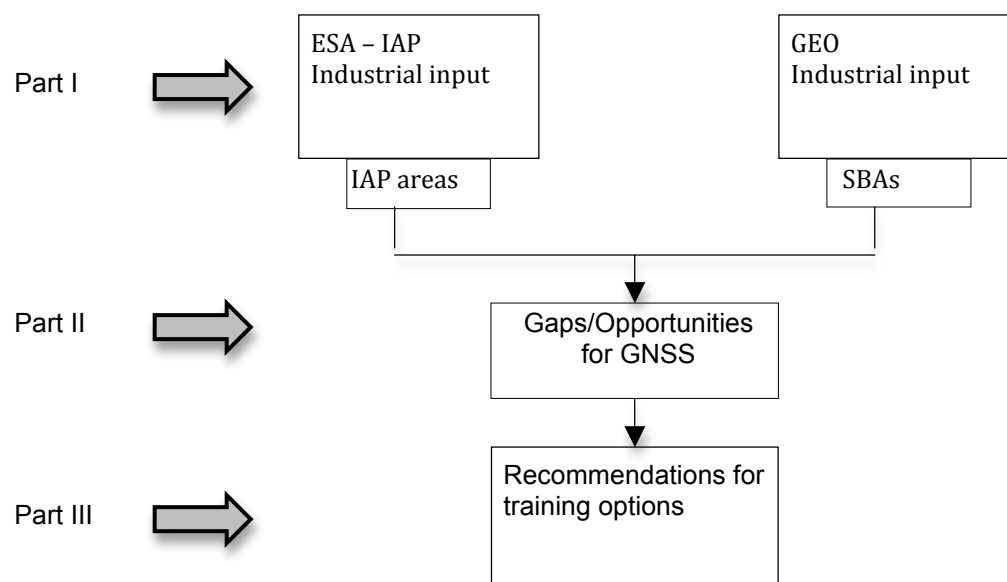 Part I
ESA – IAP
Industrial input
IAP areas
GEO
Industrial input
SBAs
Part II
Gaps/Opportunities
for GNSS
Part III
Recommendations for
training options